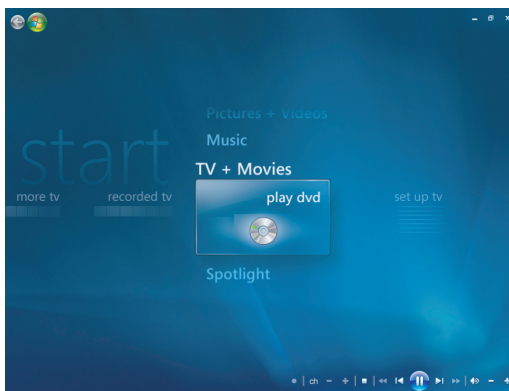 Pictures + Videos
Music
start
TV + Movies
more tv
recorded tv
play dvd
set up tv
Spotlight
ch